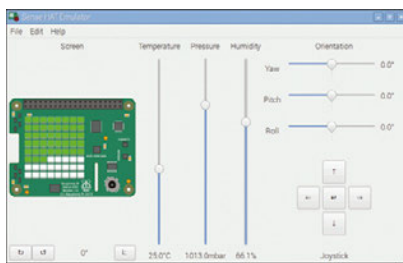 Sense HAT Emulator
File Edit Help
Screen Temperature Pressure Humidity Orientation
Yaw 0.0°
Pitch 0.0°
Roll 0.0°
0° 25.0°C 1013.0mbar 66.1% Joystick